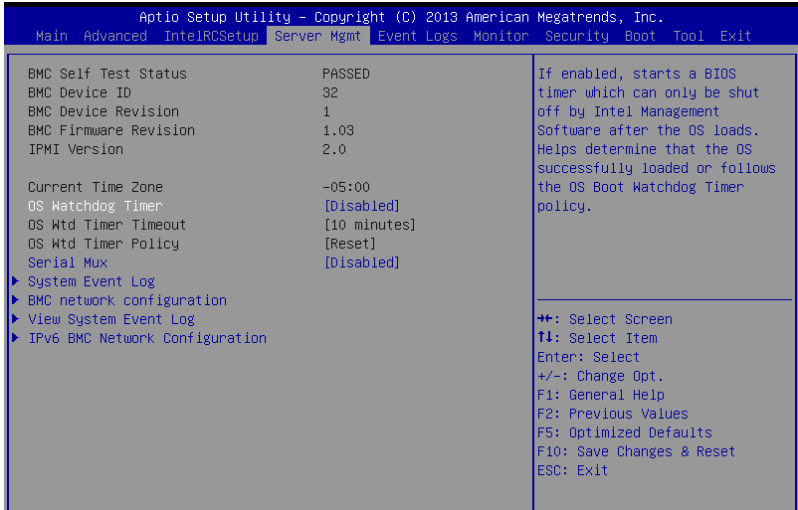 Aptio Setup Utility – Copyright (C) 2013 American Megatrends, Inc.
Main Advanced IntelRCSetup Server Mgmt Event Logs Monitor Security Boot Tool Exit
BMC Self Test Status PASSED
BMC Device ID 32
BMC Device Revision 1
BMC Firmware Revision 1.03
IPMI Version 2.0
Current Time Zone -05:00
OS Watchdog Timer [Disabled]
OS Wtd Timer Timeout [10 minutes]
OS Wtd Timer Policy [Reset]
Serial Mux [Disabled]
System Event Log
BMC network configuration
View System Event Log
IPv6 BMC Network Configuration
If enabled, starts a BIOS
timer which can only be shut
off by Intel Management
Software after the OS loads.
Helps determine that the OS
successfully loaded or follows
the OS Boot Watchdog Timer
policy.
→←: Select Screen
↑↓: Select Item
Enter: Select
+/-: Change Opt.
F1: General Help
F2: Previous Values
F5: Optimized Defaults
F10: Save Changes & Reset
ESC: Exit